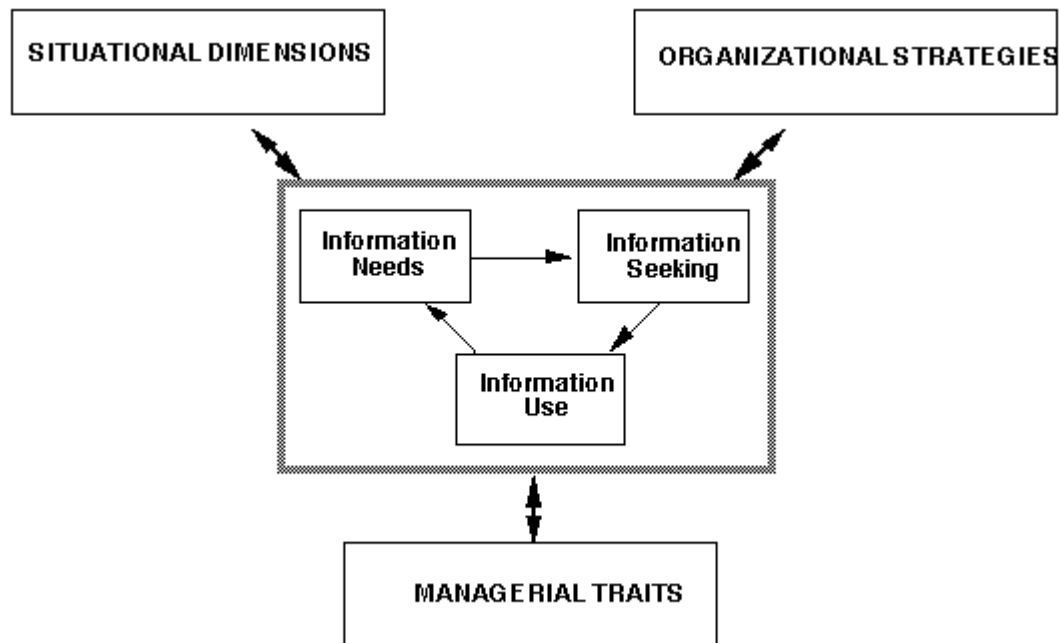 SITUATIONAL DIMENSIONS
ORGANIZATIONAL STRATEGIES
Information
Needs
Information
Seeking
Information
Use
MANAGERIAL TRAITS